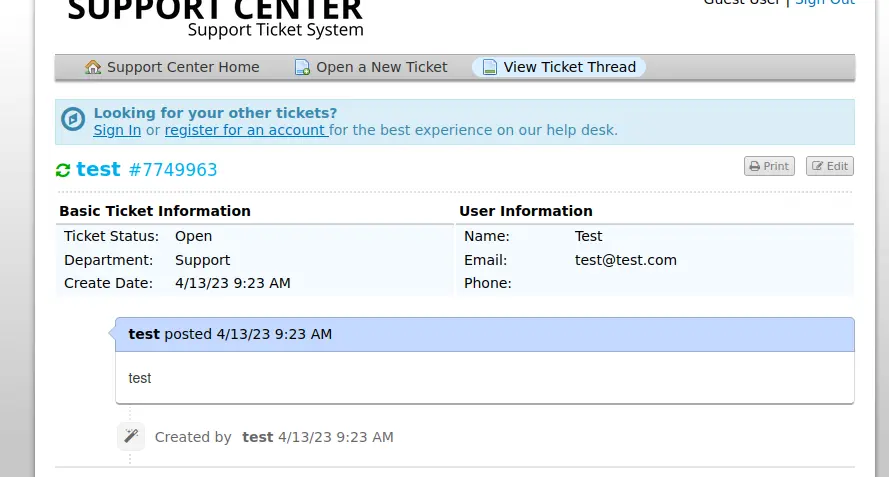 SUPPORT CENTER
Support Ticket System
Guest User | Sign Out
Support Center Home Open a New Ticket View Ticket Thread
Looking for your other tickets?
Sign In or register for an account for the best experience on our help desk.
test #7749963
Print Edit
Basic Ticket Information
Ticket Status: Open
Department: Support
Create Date: 4/13/23 9:23 AM
User Information
Name: Test
Email: test@test.com
Phone:
test posted 4/13/23 9:23 AM
test
Created by test 4/13/23 9:23 AM